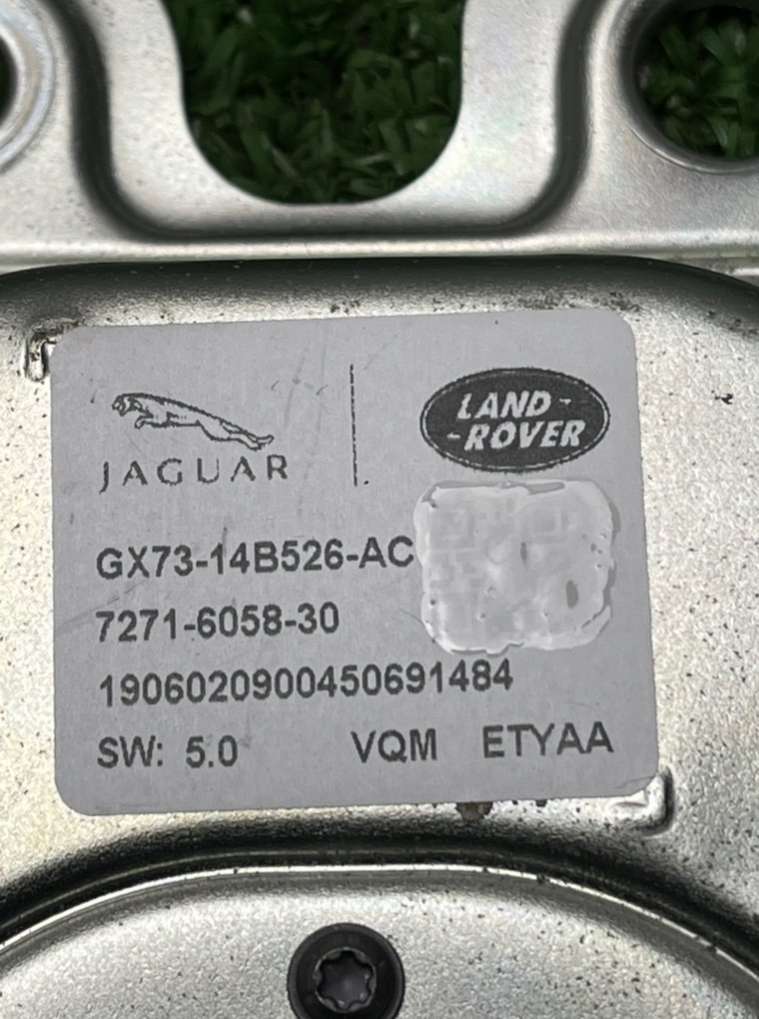 JAGUAR
LAND-
-ROVER
GX73-14B526-AC
7271-6058-30
1906020900450691484
SW: 5.0 VQM ETYAA